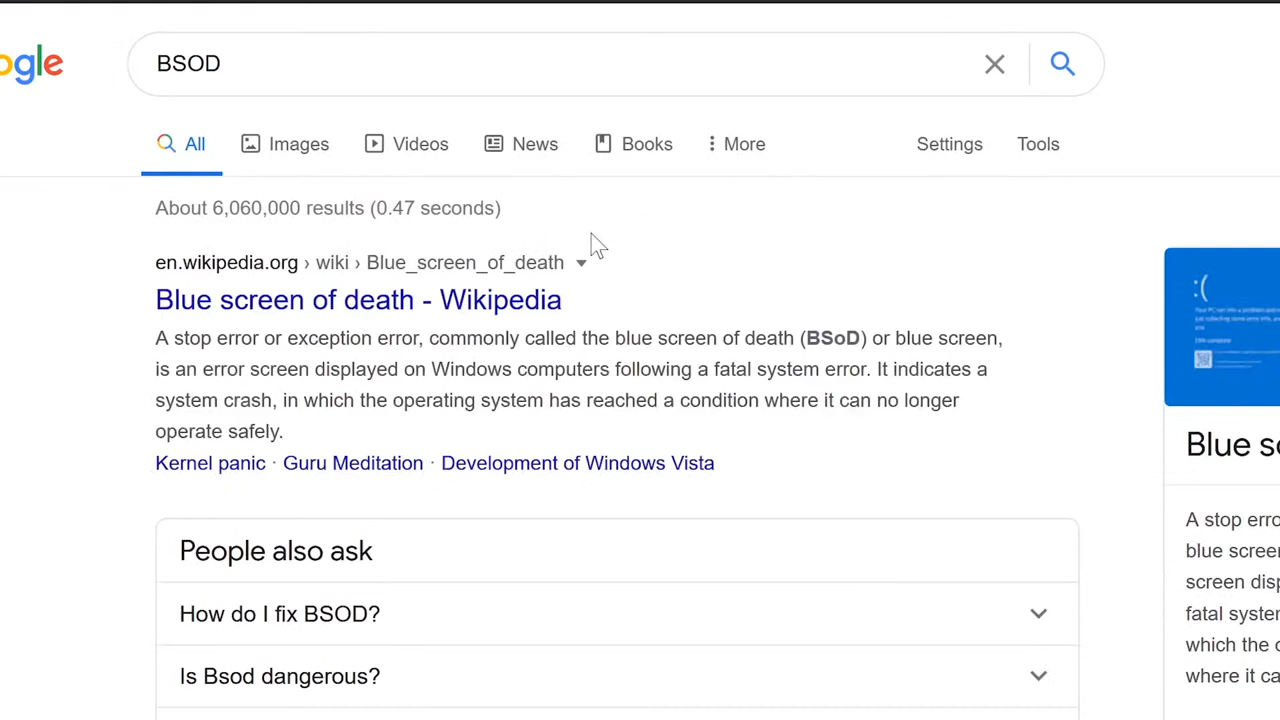 ogle
BSOD
All Images Videos News Books More Settings Tools
About 6,060,000 results (0.47 seconds)
en.wikipedia.org › wiki › Blue_screen_of_death
Blue screen of death - Wikipedia
A stop error or exception error, commonly called the blue screen of death (BSoD) or blue screen,
is an error screen displayed on Windows computers following a fatal system error. It indicates a
system crash, in which the operating system has reached a condition where it can no longer
operate safely.
Kernel panic · Guru Meditation · Development of Windows Vista
People also ask
How do I fix BSOD?
Is Bsod dangerous?
:(
Blue sc
A stop erro
blue screen
screen disp
fatal syster
which the o
where it ca